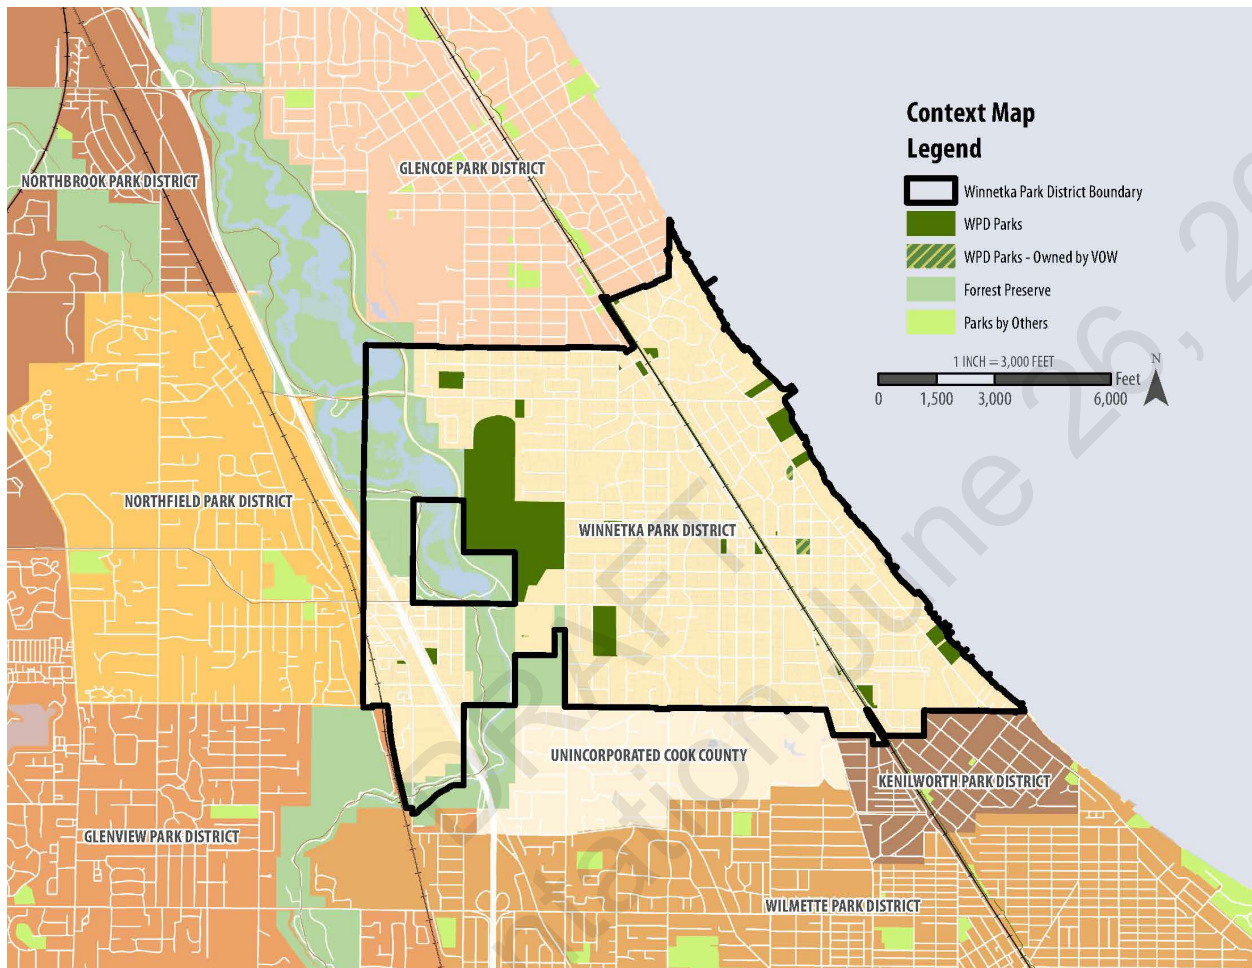 Context Map
Legend
Winnetka Park District Boundary
WPD Parks
WPD Parks - Owned by VOW
Forrest Preserve
Parks by Others
1 INCH = 3,000 FEET
Feet
0 1,500 3,000 6,000
N
GLENCOE PARK DISTRICT
NORTHBROOK PARK DISTRICT
NORTHFIELD PARK DISTRICT
WINNETKA PARK DISTRICT
UNINCORPORATED COOK COUNTY
KENILWORTH PARK DISTRICT
GLENVIEW PARK DISTRICT
WILMETTE PARK DISTRICT
DRAFT
June 26, 20